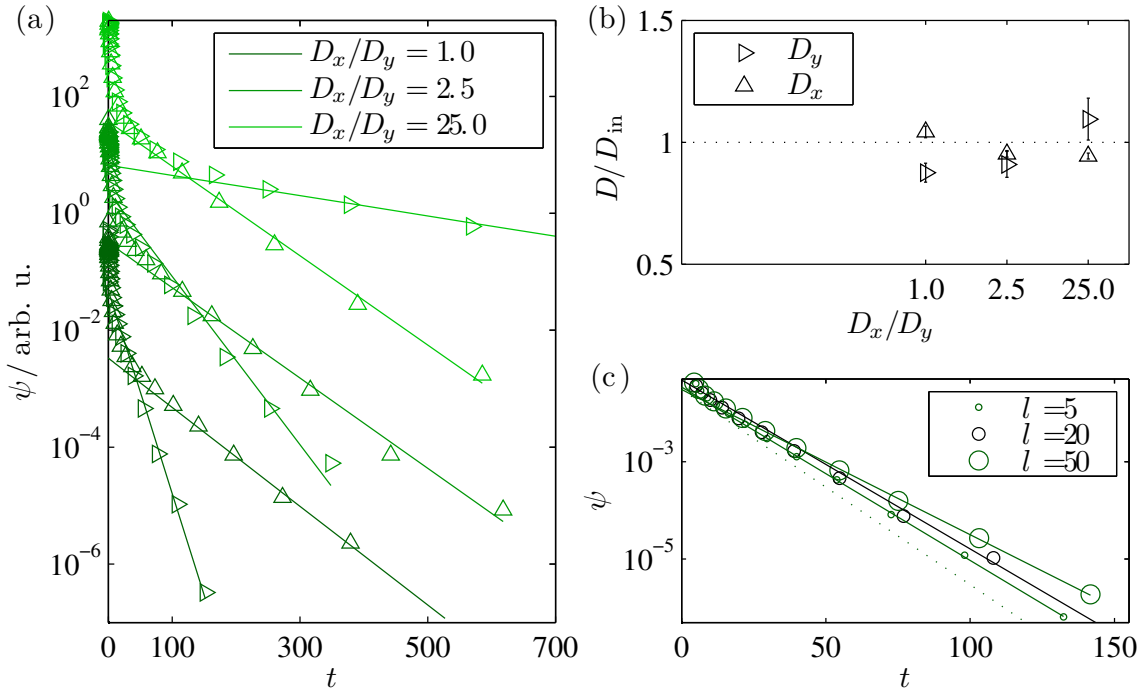 (a)
D_x/D_y = 1.0
D_x/D_y = 2.5
D_x/D_y = 25.0
10^2
10^0
10^−2
10^−4
10^−6
ψ / arb. u.
0 100 300 500 700
t
(b)
D_y
D_x
1.5
1
0.5
D/D_in
1.0 2.5 25.0
D_x/D_y
(c)
l =5
l =20
l =50
10^−3
10^−5
ψ
0 50 100 150
t